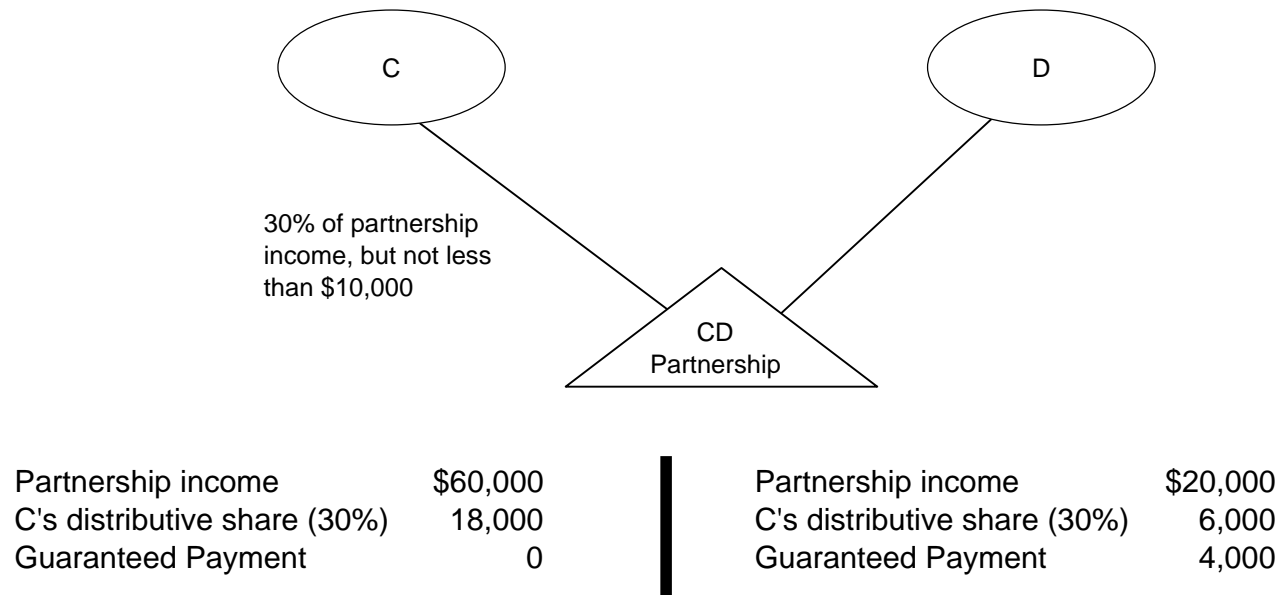 C
D
30% of partnership
income, but not less
than $10,000
CD
Partnership
Partnership income $60,000
C's distributive share (30%) 18,000
Guaranteed Payment 0
Partnership income $20,000
C's distributive share (30%) 6,000
Guaranteed Payment 4,000